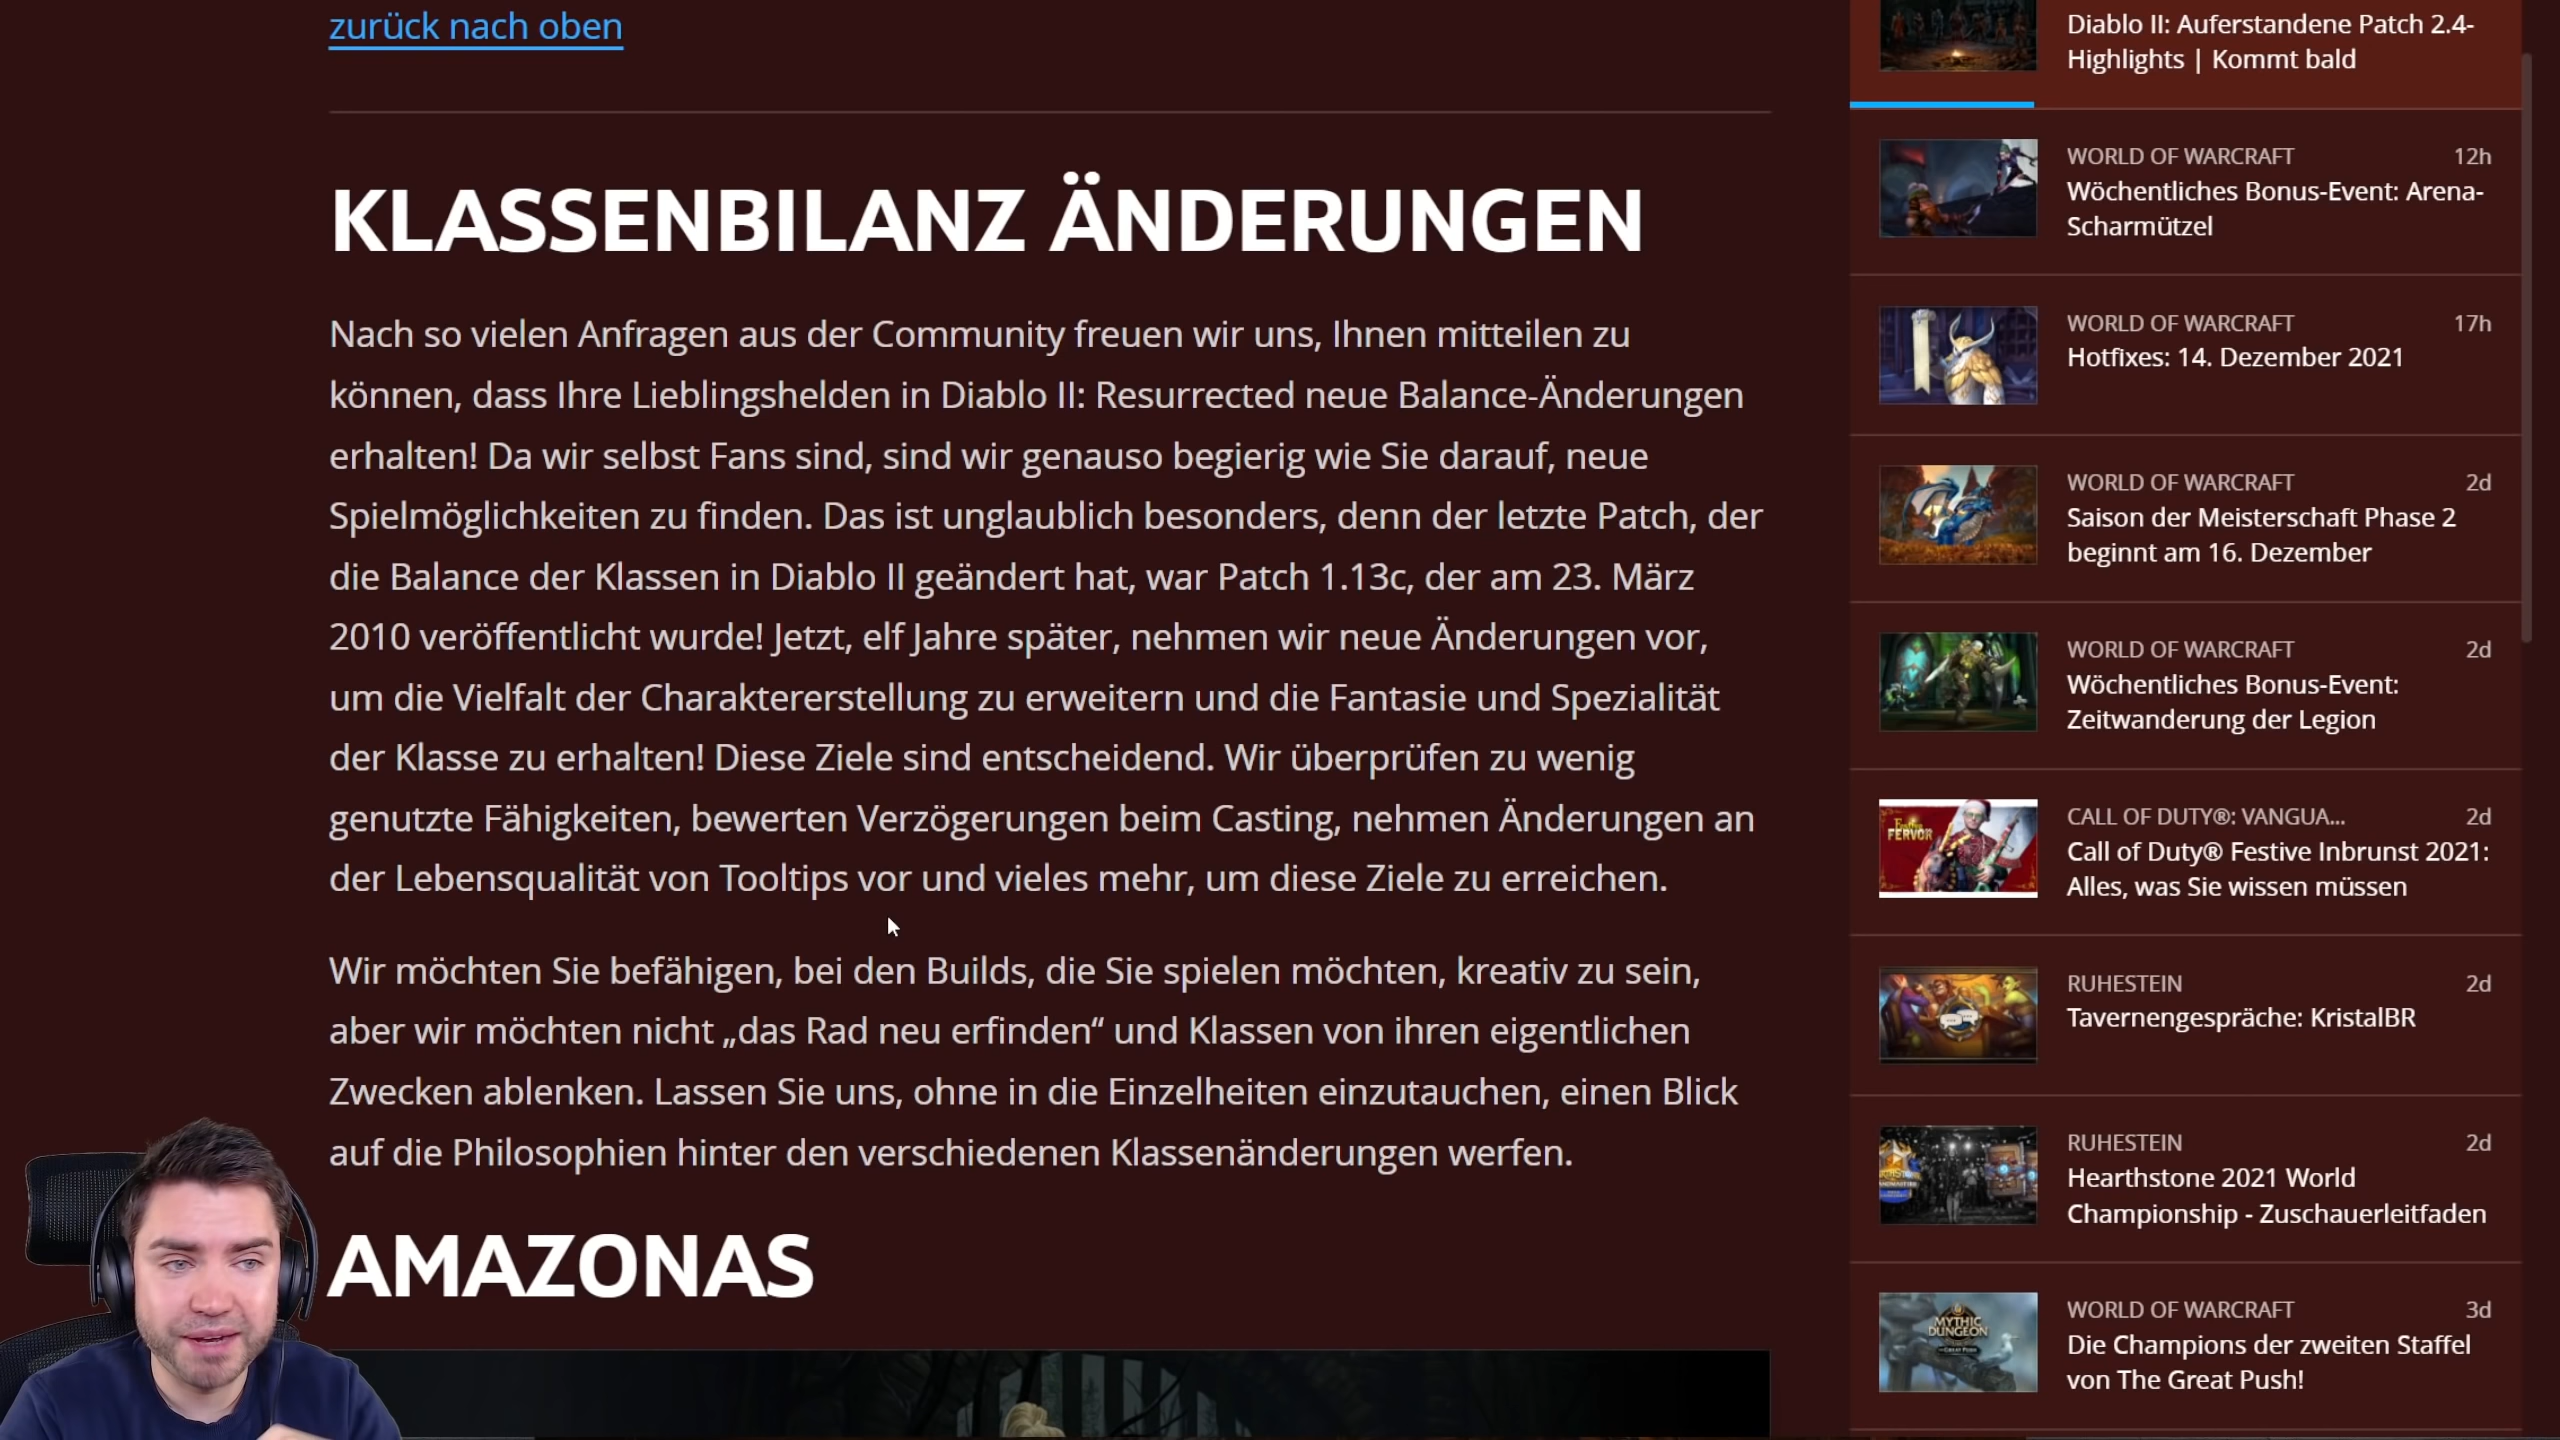 zurück nach oben
KLASSENBILANZ ÄNDERUNGEN
Nach so vielen Anfragen aus der Community freuen wir uns, Ihnen mitteilen zu
können, dass Ihre Lieblingshelden in Diablo II: Resurrected neue Balance-Änderungen
erhalten! Da wir selbst Fans sind, sind wir genauso begierig wie Sie darauf, neue
Spielmöglichkeiten zu finden. Das ist unglaublich besonders, denn der letzte Patch, der
die Balance der Klassen in Diablo II geändert hat, war Patch 1.13c, der am 23. März
2010 veröffentlicht wurde! Jetzt, elf Jahre später, nehmen wir neue Änderungen vor,
um die Vielfalt der Charaktererstellung zu erweitern und die Fantasie und Spezialität
der Klasse zu erhalten! Diese Ziele sind entscheidend. Wir überprüfen zu wenig
genutzte Fähigkeiten, bewerten Verzögerungen beim Casting, nehmen Änderungen an
der Lebensqualität von Tooltips vor und vieles mehr, um diese Ziele zu erreichen.
Wir möchten Sie befähigen, bei den Builds, die Sie spielen möchten, kreativ zu sein,
aber wir möchten nicht „das Rad neu erfinden“ und Klassen von ihren eigentlichen
Zwecken ablenken. Lassen Sie uns, ohne in die Einzelheiten einzutauchen, einen Blick
auf die Philosophien hinter den verschiedenen Klassenänderungen werfen.
AMAZONAS
Diablo II: Auferstandene Patch 2.4-
Highlights | Kommt bald
WORLD OF WARCRAFT 12h
Wöchentliches Bonus-Event: Arena-
Scharmützel
WORLD OF WARCRAFT 17h
Hotfixes: 14. Dezember 2021
WORLD OF WARCRAFT 2d
Saison der Meisterschaft Phase 2
beginnt am 16. Dezember
WORLD OF WARCRAFT 2d
Wöchentliches Bonus-Event:
Zeitwanderung der Legion
Festive
FERVOR
CALL OF DUTY®: VANGUA... 2d
Call of Duty® Festive Inbrunst 2021:
Alles, was Sie wissen müssen
RUHESTEIN 2d
Tavernengespräche: KristalBR
RUHESTEIN 2d
Hearthstone 2021 World
Championship - Zuschauerleitfaden
MYTHIC
DUNGEON
WORLD OF WARCRAFT 3d
Die Champions der zweiten Staffel
von The Great Push!